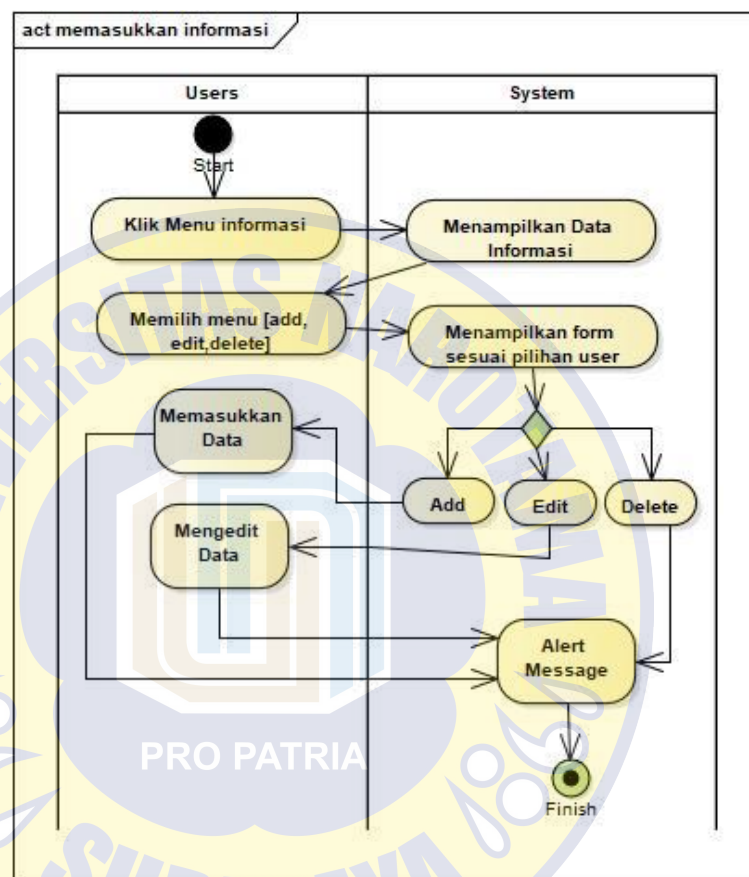 act memasukkan informasi
Users
System
Start
Klik Menu informasi
Menampilkan Data
Informasi
Memilih menu [add,
edit,delete]
Menampilkan form
sesuai pilihan user
Memasukkan
Data
Add
Edit
Delete
Mengedit
Data
Alert
Message
PRO PATRIA
Finish